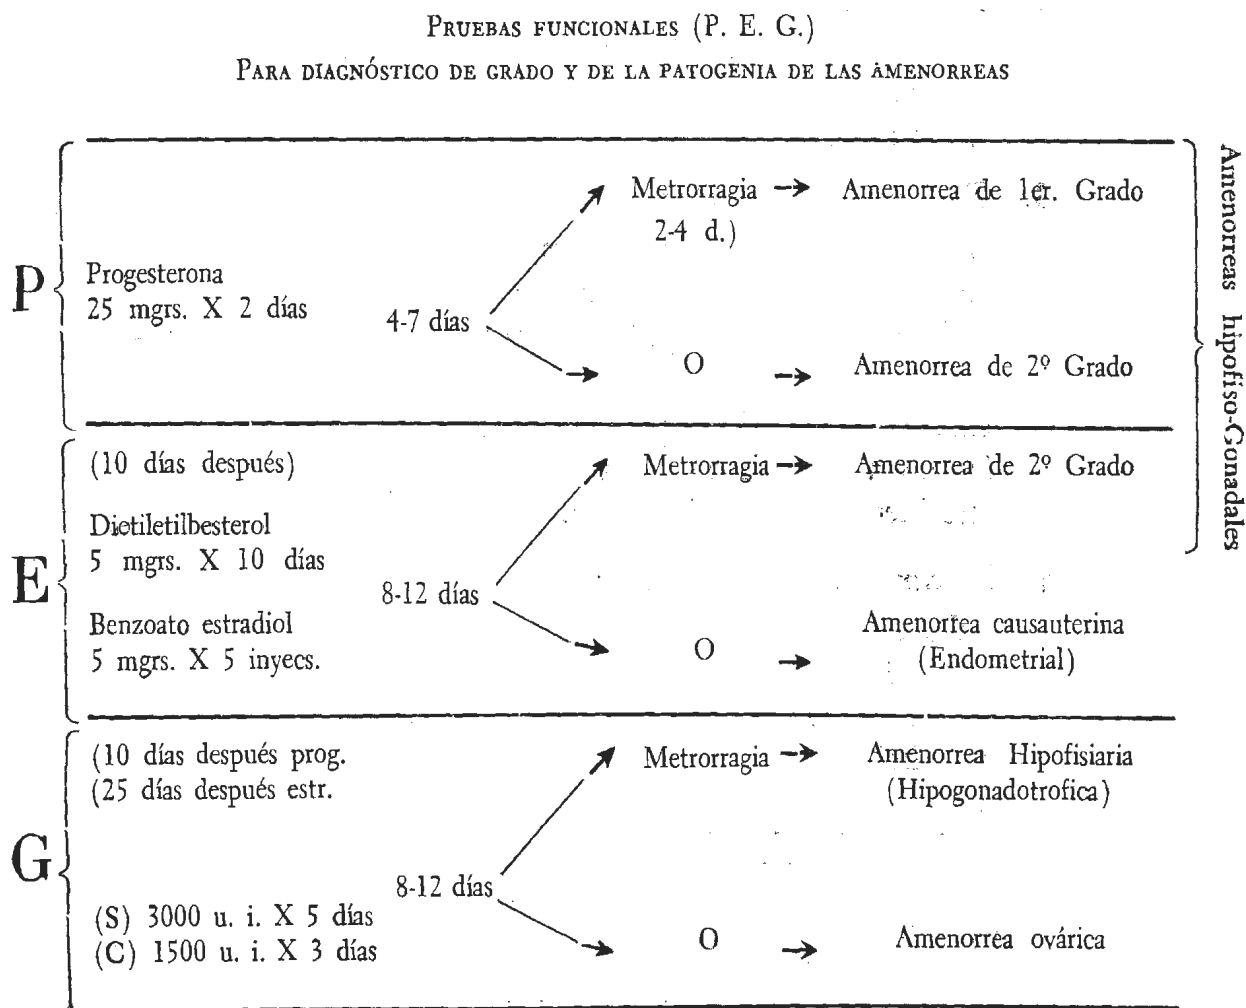 PRUEBAS FUNCIONALES (P. E. G.)
PARA DIAGNÓSTICO DE GRADO Y DE LA PATOGENIA DE LAS AMENORREAS
P
Progesterona
25 mgrs. X 2 días
4-7 días
Metrorragia → Amenorrea de 1er. Grado
2-4 d.)
O → Amenorrea de 2º Grado
Amenorreas hipofiso-Gonadales
E
(10 días después)
Dietiletilbesterol
5 mgrs. X 10 días
Benzoato estradiol
5 mgrs. X 5 inyecs.
8-12 días
Metrorragia → Amenorrea de 2º Grado
O → Amenorrea causauterina
(Endometrial)
G
(10 días después prog.
(25 días después estr.
(S) 3000 u. i. X 5 días
(C) 1500 u. i. X 3 días
8-12 días
Metrorragia → Amenorrea Hipofisiaria
(Hipogonadotrofica)
O → Amenorrea ovárica